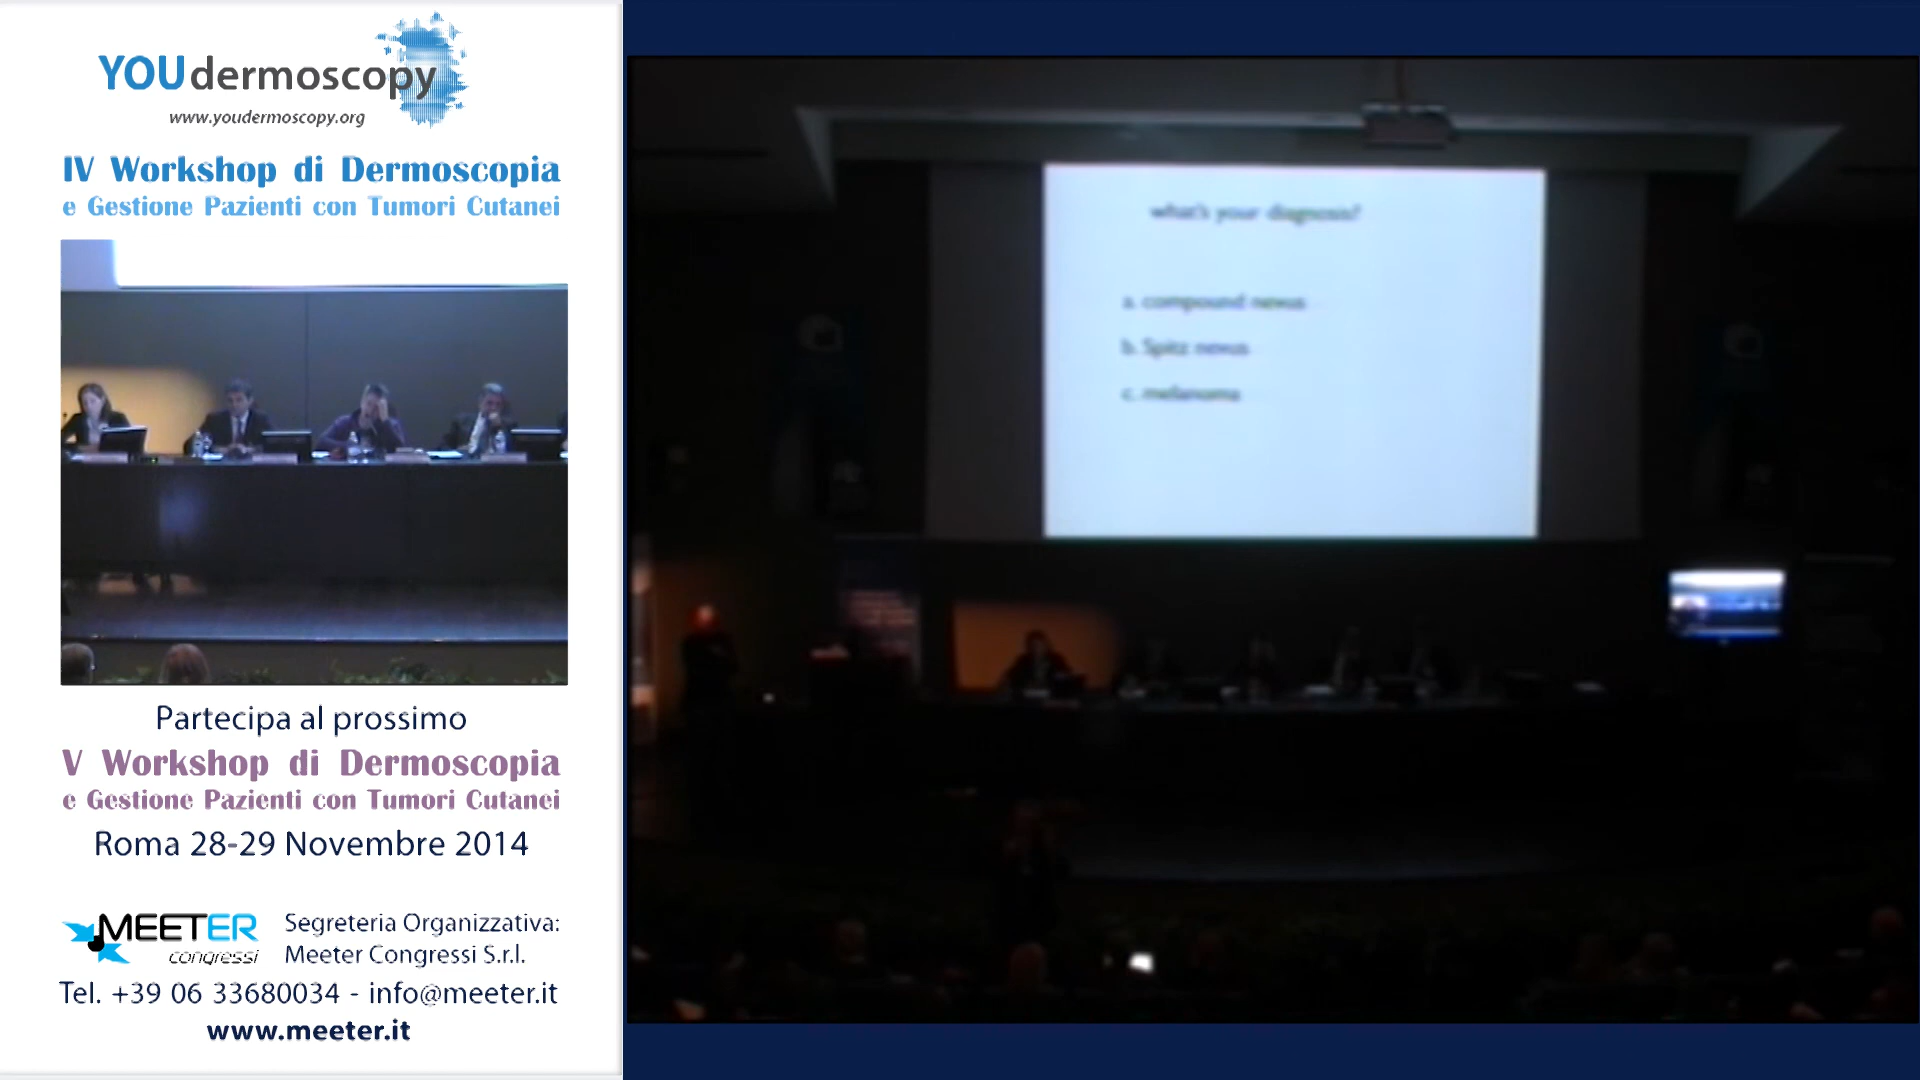 YOUdermoscopy
www.youdermoscopy.org
IV Workshop di Dermoscopia
e Gestione Pazienti con Tumori Cutanei
Partecipa al prossimo
V Workshop di Dermoscopia
e Gestione Pazienti con Tumori Cutanei
Roma 28-29 Novembre 2014
MEETER
congressi
Segreteria Organizzativa:
Meeter Congressi S.r.l.
Tel. +39 06 33680034 - info@meeter.it
www.meeter.it
what's your diagnosis?
a. compound nevus
b. Spitz nevus
c. melanoma